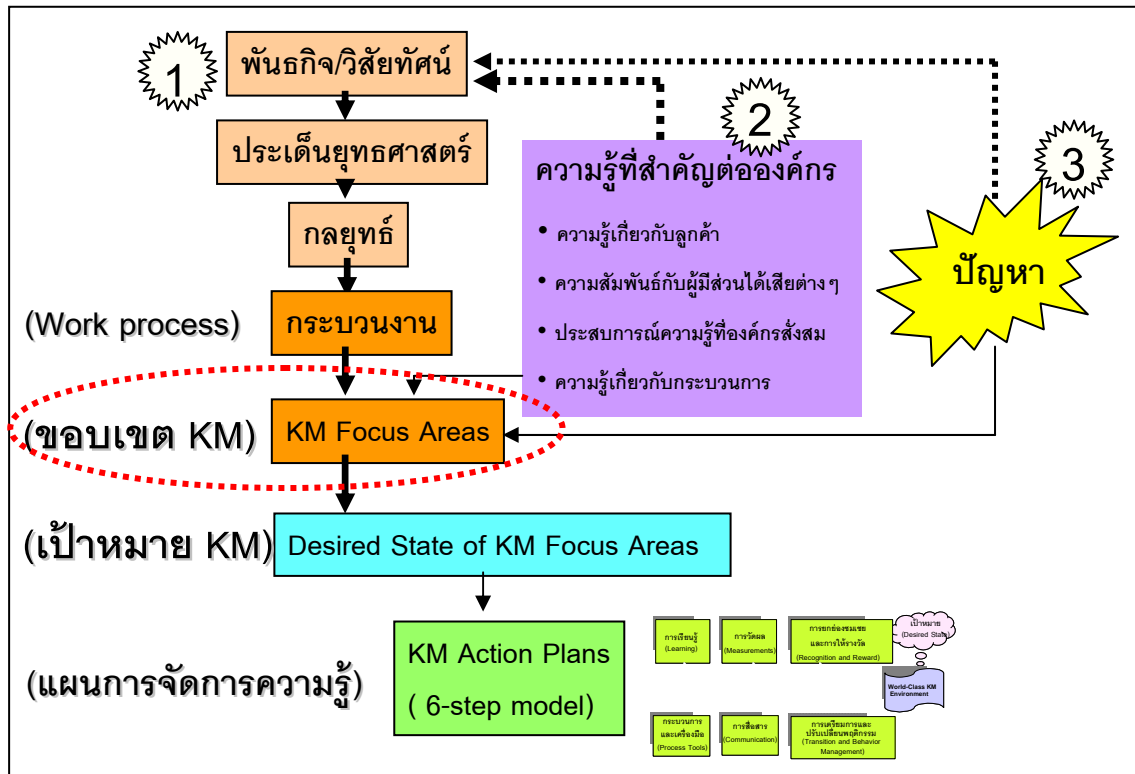 1
พันธกิจ/วิสัยทัศน์
ประเด็นยุทธศาสตร์
กลยุทธ์
(Work process)
กระบวนงาน
2
ความรู้ที่สำคัญต่อองค์กร
• ความรู้เกี่ยวกับลูกค้า
• ความสัมพันธ์กับผู้มีส่วนได้เสียต่างๆ
• ประสบการณ์ความรู้ที่องค์กรสั่งสม
• ความรู้เกี่ยวกับกระบวนการ
3
ปัญหา
(ขอบเขต KM)
KM Focus Areas
(เป้าหมาย KM)
Desired State of KM Focus Areas
(แผนการจัดการความรู้)
KM Action Plans
( 6-step model)
การเรียนรู้
(Learning)
การวัดผล
(Measurements)
การยกย่องชมเชย
และการให้รางวัล
(Recognition and Reward)
เป้าหมาย
(Desired State)
World-Class KM
Environment
กระบวนการ
และเครื่องมือ
(Process Tools)
การสื่อสาร
(Communication)
การเตรียมการและ
ปรับเปลี่ยนพฤติกรรม
(Transition and Behavior
Management)